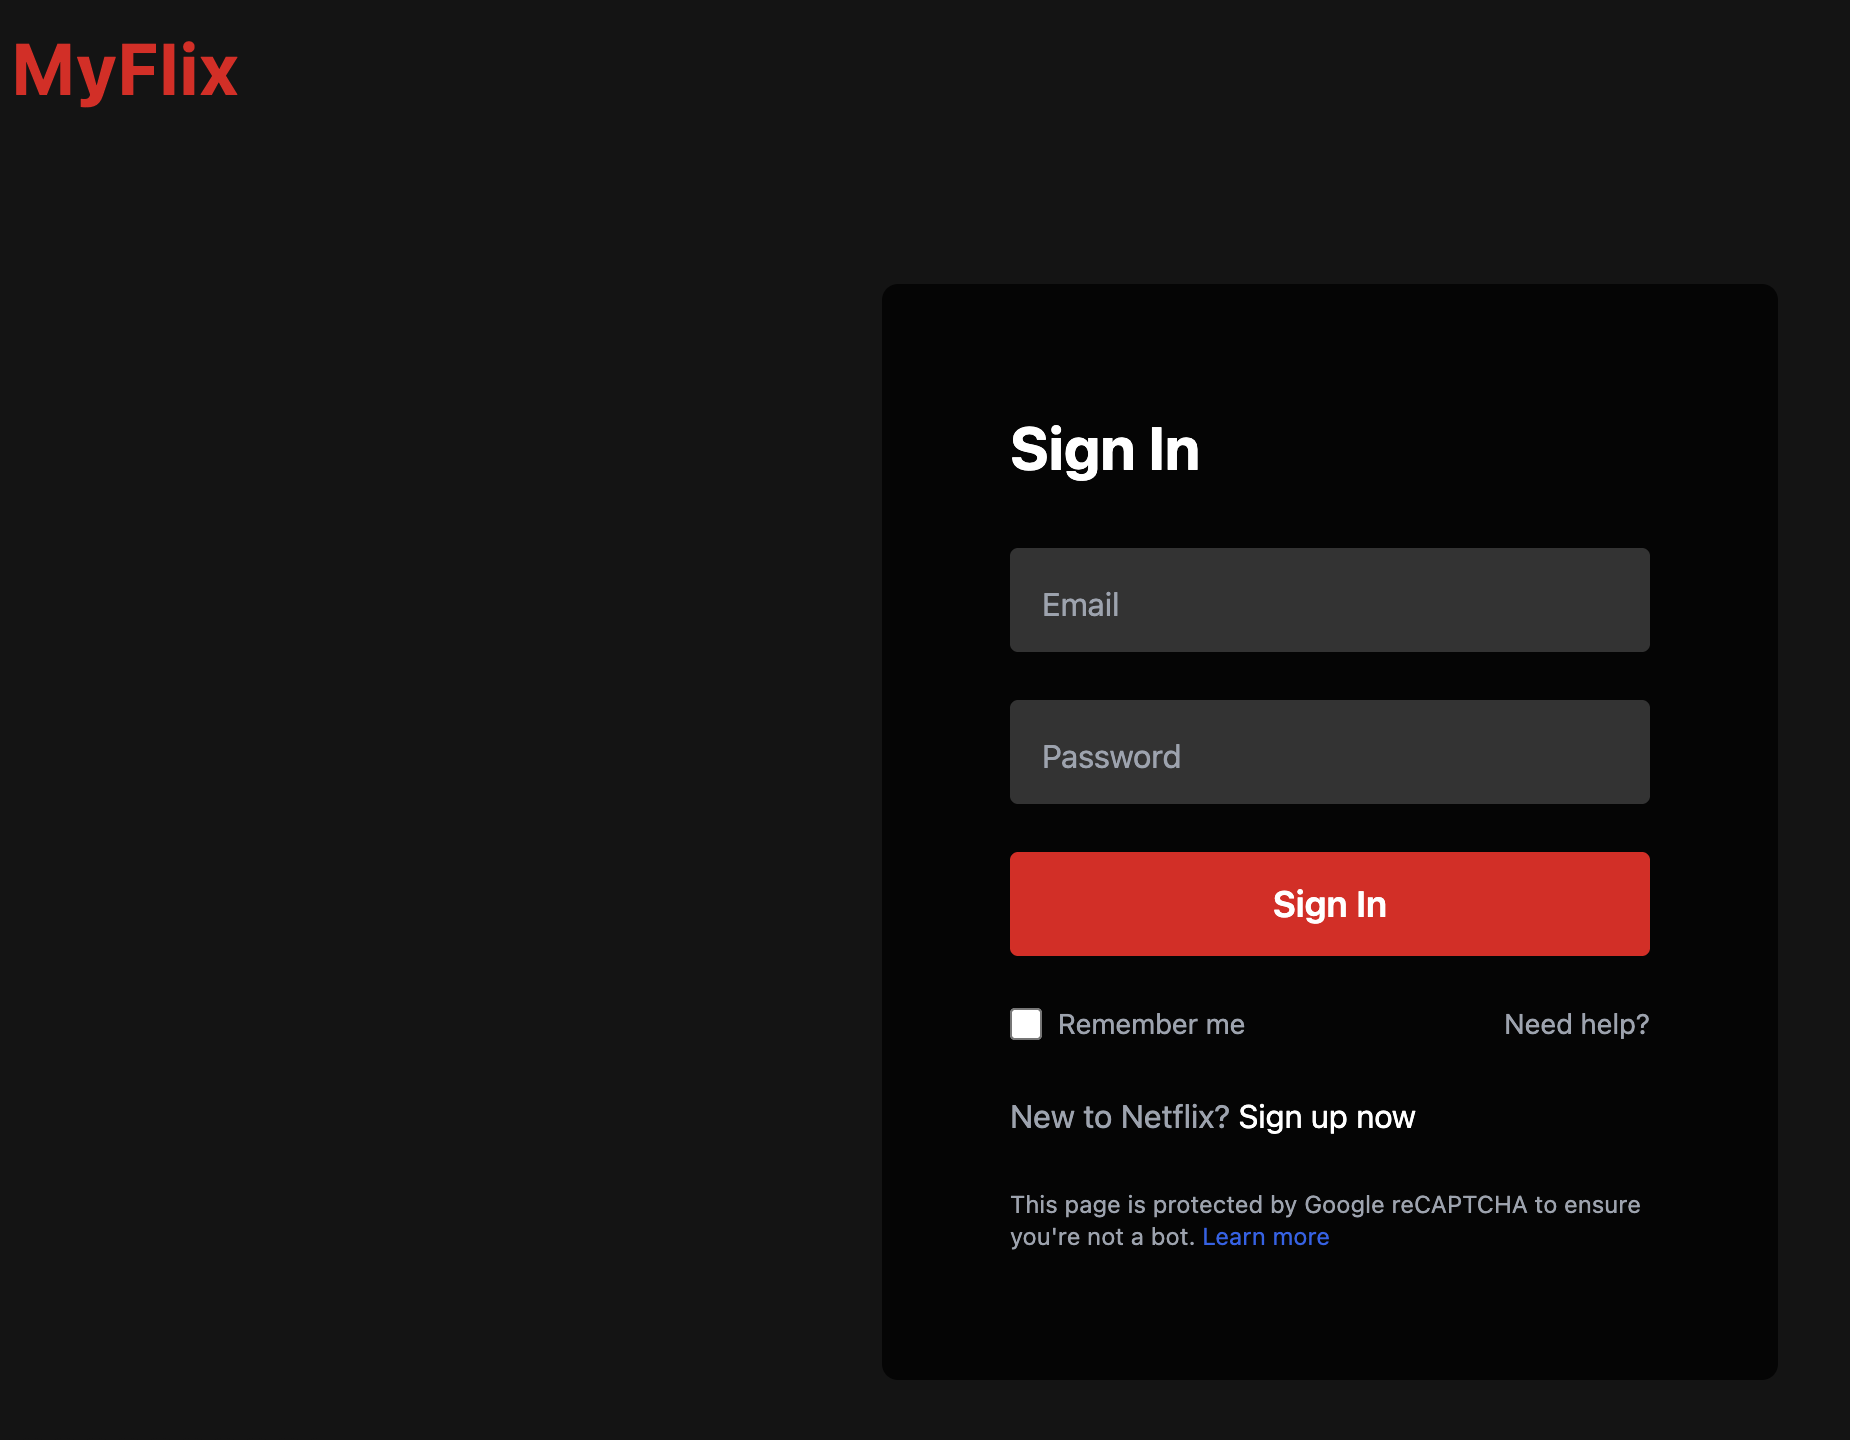 MyFlix
Sign In
Email
Password
Sign In
Remember me
Need help?
New to Netflix? Sign up now
This page is protected by Google reCAPTCHA to ensure
you're not a bot. Learn more